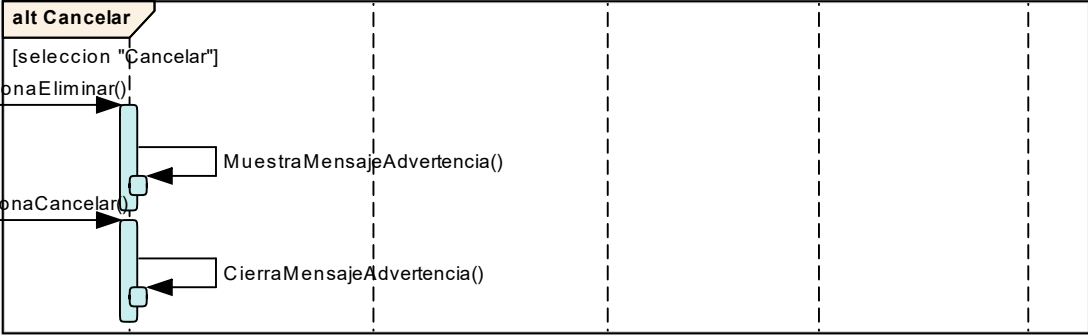 alt Cancelar
[seleccion "Cancelar"]
onaEliminar()
MuestraMensajeAdvertencia()
onaCancelar()
CierraMensajeAdvertencia()